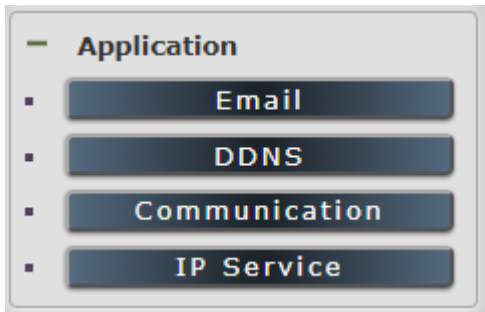 Application
Email
DDNS
Communication
IP Service